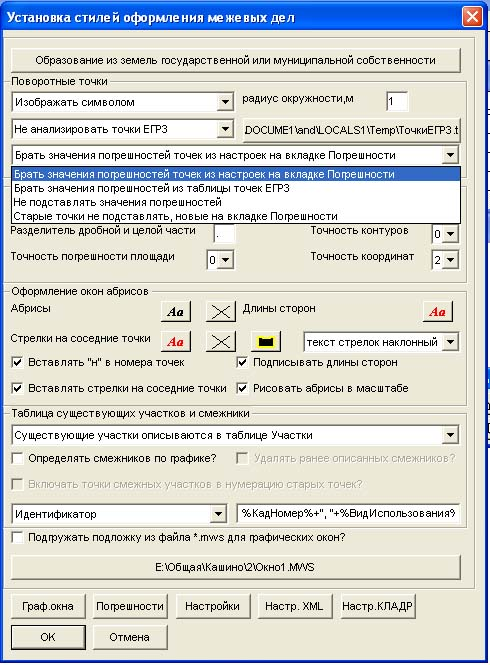 Установка стилей оформления межевых дел
Образование из земель государственной или муниципальной собственности
Поворотные точки
Изображать символом
радиус окружности,м
1
Не анализировать точки ЕГРЗ
.DOCUME1\and\LOCALS1\Temp\ТочкиЕГРЗ.t
Брать значения погрешностей точек из настроек на вкладке Погрешности
Брать значения погрешностей точек из настроек на вкладке Погрешности
Брать значения погрешностей из таблицы точек ЕГРЗ
Не подставлять значения погрешностей
Старые точки не подставлять, новые на вкладке Погрешности
Разделитель дробной и целой части
.
Точность контуров
0
Точность погрешности площади
0
Точность координат
2
Оформление окон абрисов
Абрисы
Aa
Длины сторон
Aa
Стрелки на соседние точки
Aa
текст стрелок наклонный
Вставлять "н" в номера точек
Подписывать длины сторон
Вставлять стрелки на соседние точки
Рисовать абрисы в масштабе
Таблица существующих участков и смежники
Существующие участки описываются в таблице Участки
Определять смежников по графике?
Удалять ранее описанных смежников?
Включать точки смежных участков в нумерацию старых точек?
Идентификатор
%КадНомер%+", "+%ВидИспользования%
Подгружать подложку из файла *.mws для графических окон?
E:\Общая\Кашино\2\Окно1.MWS
Граф.окна
Погрешности
Настройки
Настр. XML
Настр.КЛАДР
OK
Отмена